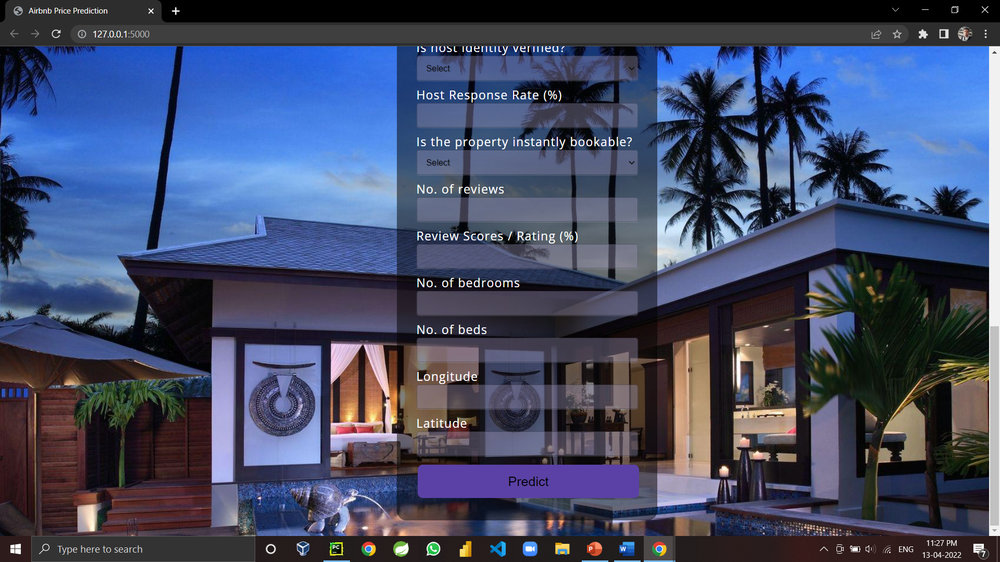 Airbnb Price Prediction
127.0.0.1:5000
Is host identity verified?
Select
Host Response Rate (%)
Is the property instantly bookable?
Select
No. of reviews
Review Scores / Rating (%)
No. of bedrooms
No. of beds
Longitude
Latitude
Predict
Type here to search
PC
P
W
ENG
11:27 PM
13-04-2022
7